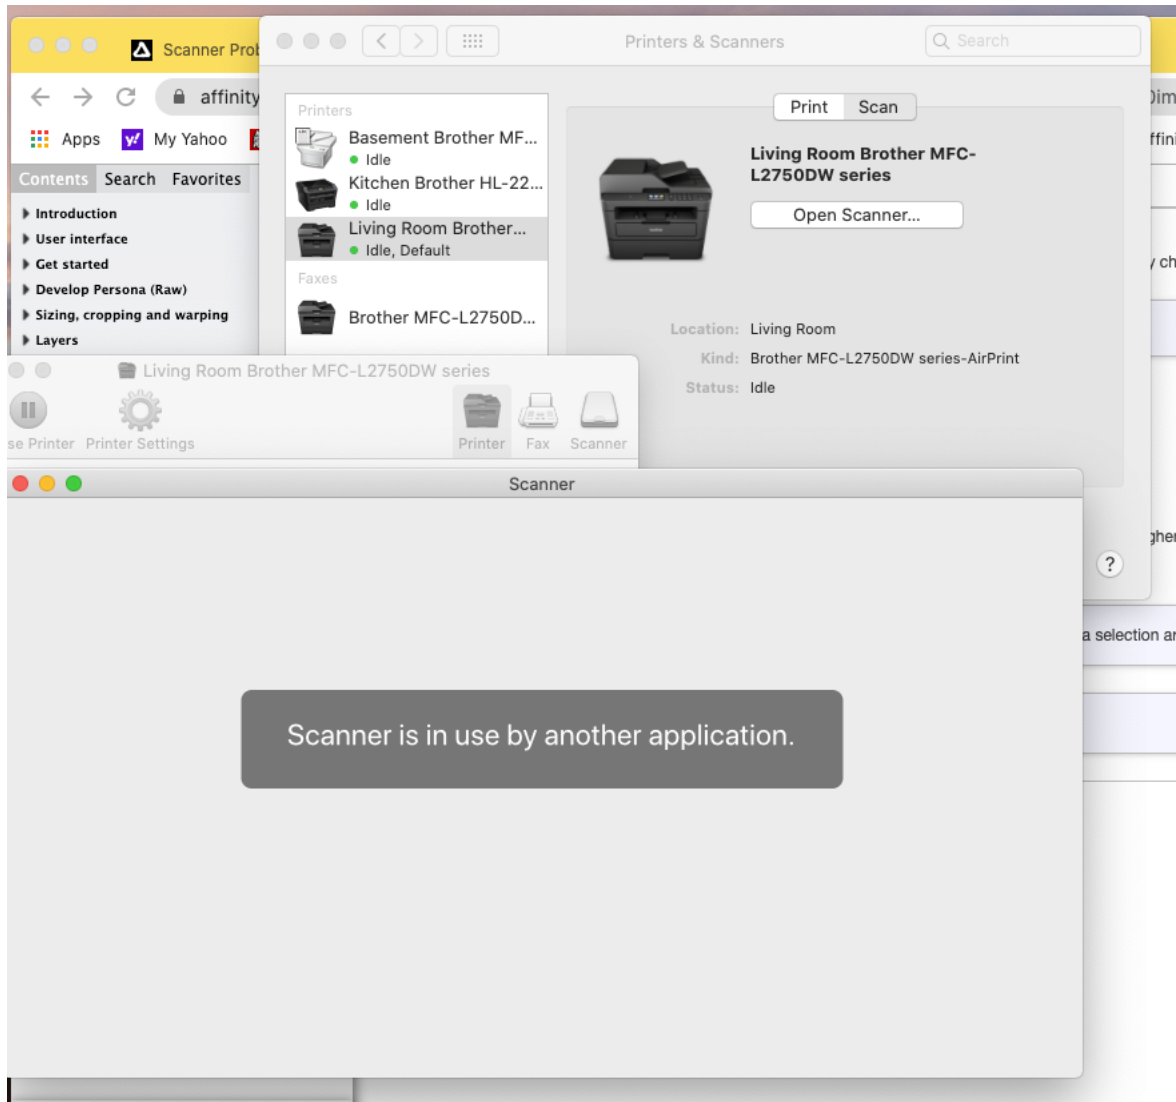 Scanner Prob
Printers & Scanners
Search
affinity
Dim
Apps
My Yahoo
ffini
Contents Search Favorites
Introduction
User interface
Get started
Develop Persona (Raw)
Sizing, cropping and warping
Layers
Printers
Basement Brother MF...
Idle
Kitchen Brother HL-22...
Idle
Living Room Brother...
Idle, Default
Faxes
Brother MFC-L2750D...
Print Scan
Living Room Brother MFC-
L2750DW series
Open Scanner...
Location: Living Room
Kind: Brother MFC-L2750DW series-AirPrint
Status: Idle
y ch
gher
?
a selection ar
Living Room Brother MFC-L2750DW series
se Printer Printer Settings
Printer Fax Scanner
Scanner
Scanner is in use by another application.